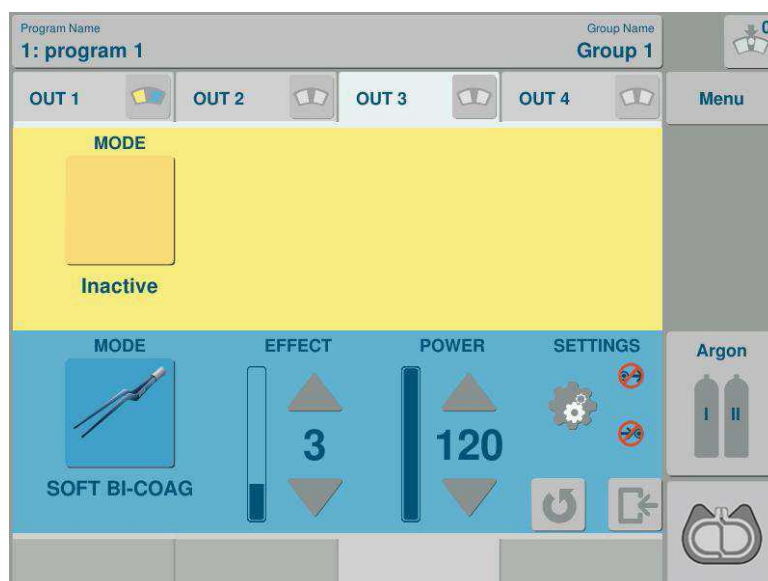 Program Name
Group Name
1: program 1
Group 1
OUT 1
OUT 2
OUT 3
OUT 4
Menu
MODE
Inactive
MODE
EFFECT
POWER
SETTINGS
Argon
3
120
I
II
SOFT BI-COAG